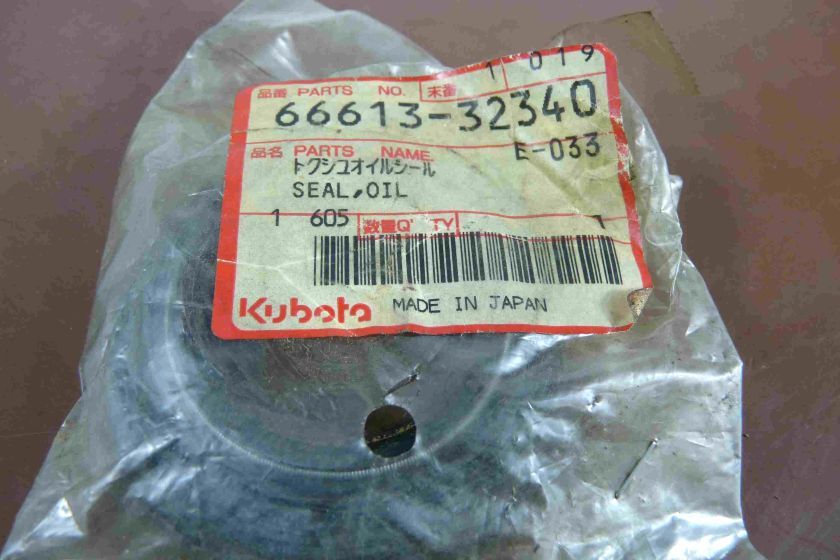 1 019
品番 PARTS NO. 末番
66613-32340
品名 PARTS NAME. E-033
トクシユオイルシール
SEAL,OIL
1 605 数量Q'TY 1
Kubota MADE IN JAPAN